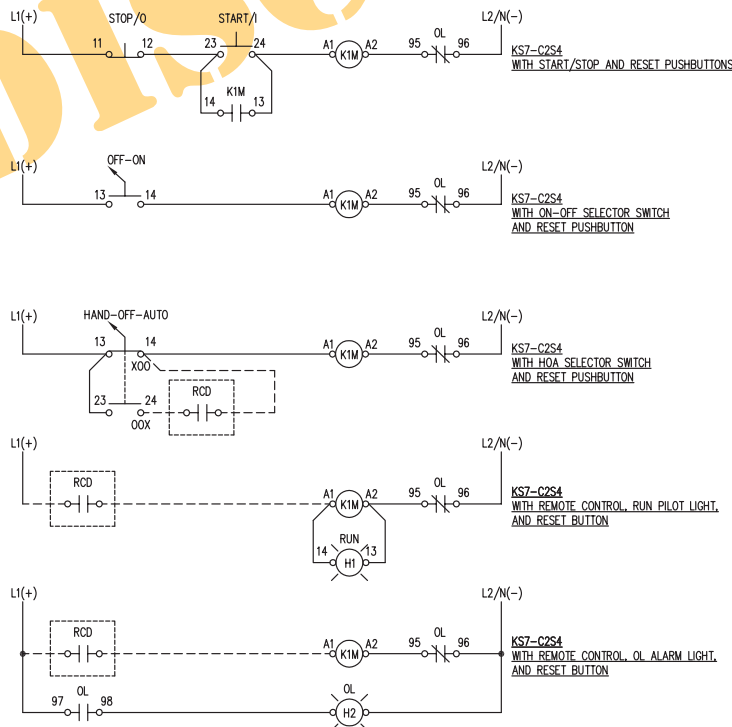 L1(+) STOP/O START/I L2/N(-)
11 12 23 24 A1 K1M A2 95 OL 96
KS7-C2S4
WITH START/STOP AND RESET PUSHBUTTONS
14 K1M 13
L1(+) OFF-ON L2/N(-)
13 14 A1 K1M A2 95 OL 96
KS7-C2S4
WITH ON-OFF SELECTOR SWITCH
AND RESET PUSHBUTTON
L1(+) HAND-OFF-AUTO L2/N(-)
13 14 A1 K1M A2 95 OL 96
X00
KS7-C2S4
WITH HOA SELECTOR SWITCH
AND RESET PUSHBUTTON
23 24 RCD
00X
L1(+) L2/N(-)
RCD A1 K1M A2 95 OL 96
KS7-C2S4
WITH REMOTE CONTROL, RUN PILOT LIGHT,
AND RESET BUTTON
RUN
14 H1 13
L1(+) L2/N(-)
RCD A1 K1M A2 95 OL 96
KS7-C2S4
WITH REMOTE CONTROL, OL ALARM LIGHT,
AND RESET BUTTON
97 OL 98 OL
H2